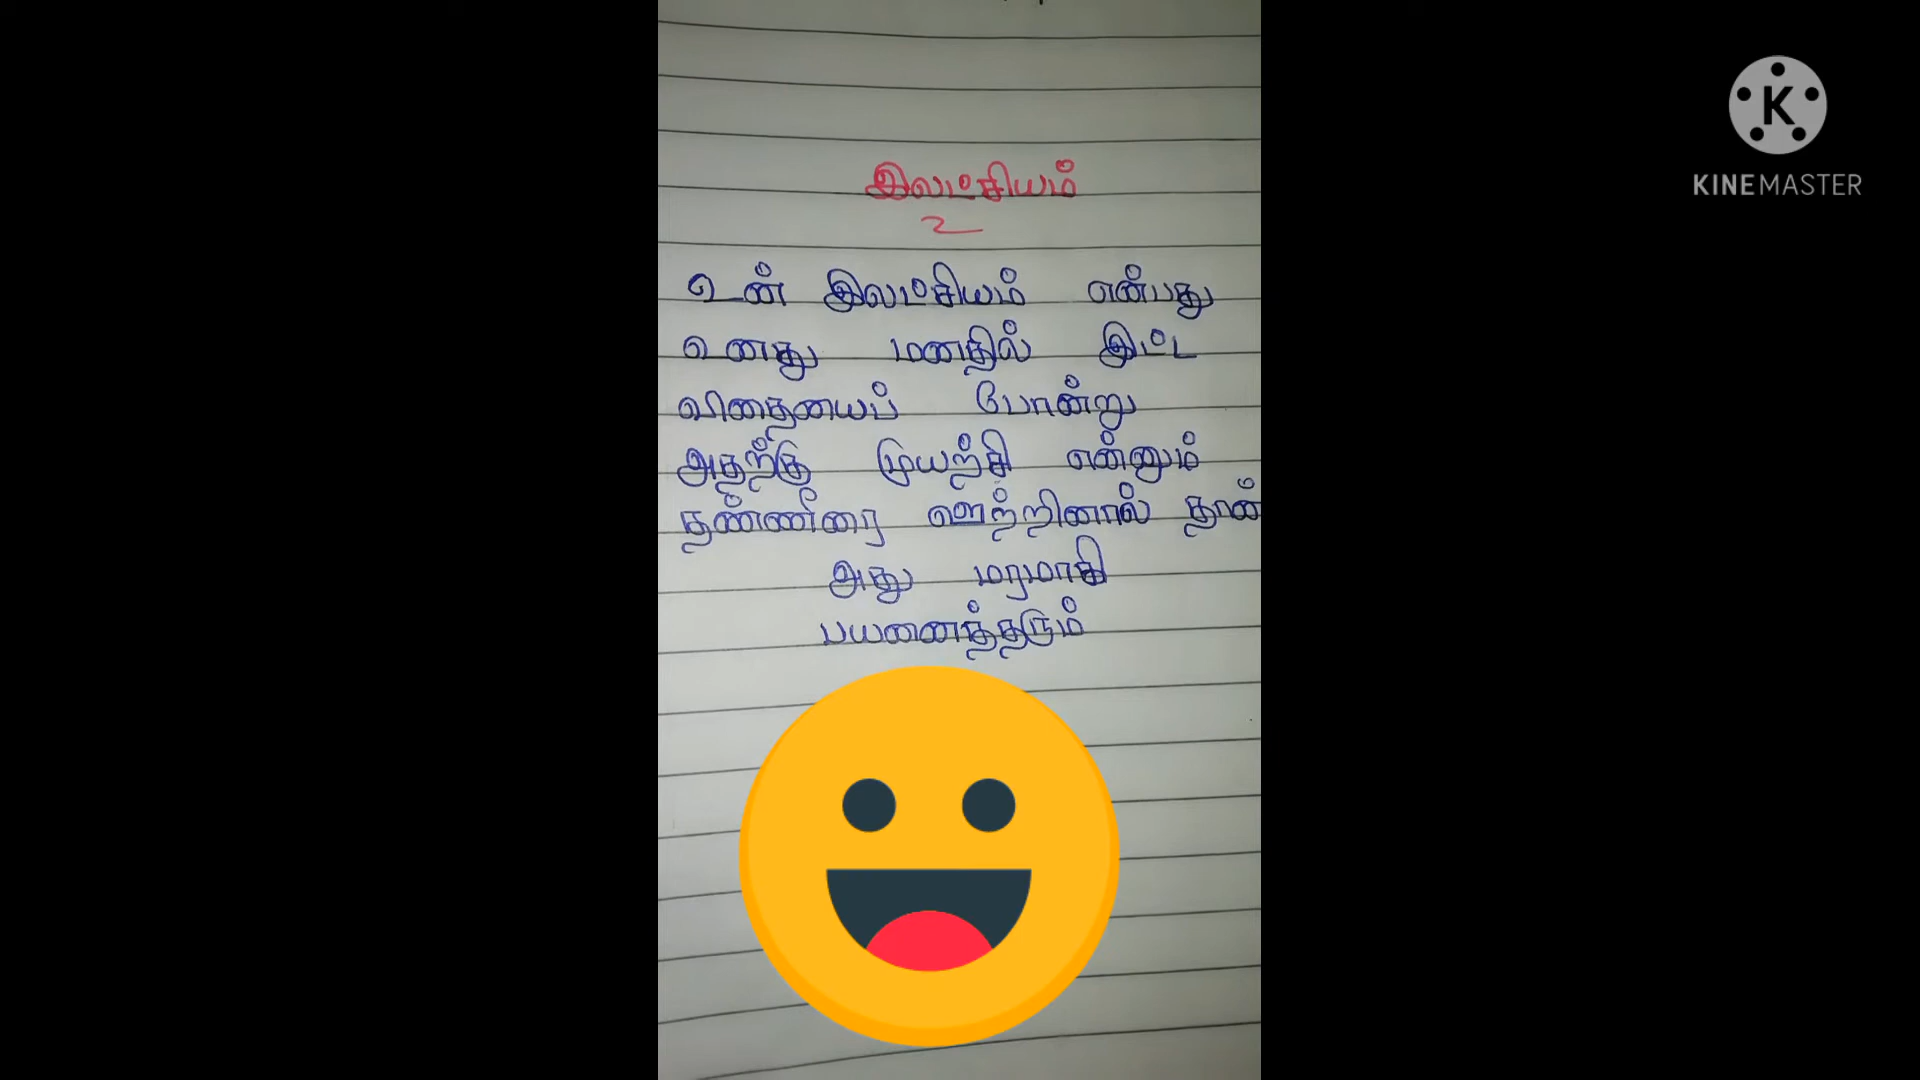 இலட்சியம்
உன் இலட்சியம் என்பது
உனது மனதில் இட்ட
விதையைப் போன்று
அதற்கு முயற்சி என்னும்
தண்ணீரை ஊற்றினால் தான்
அது மரமாகி
பயனைத்தரும்
KINEMASTER